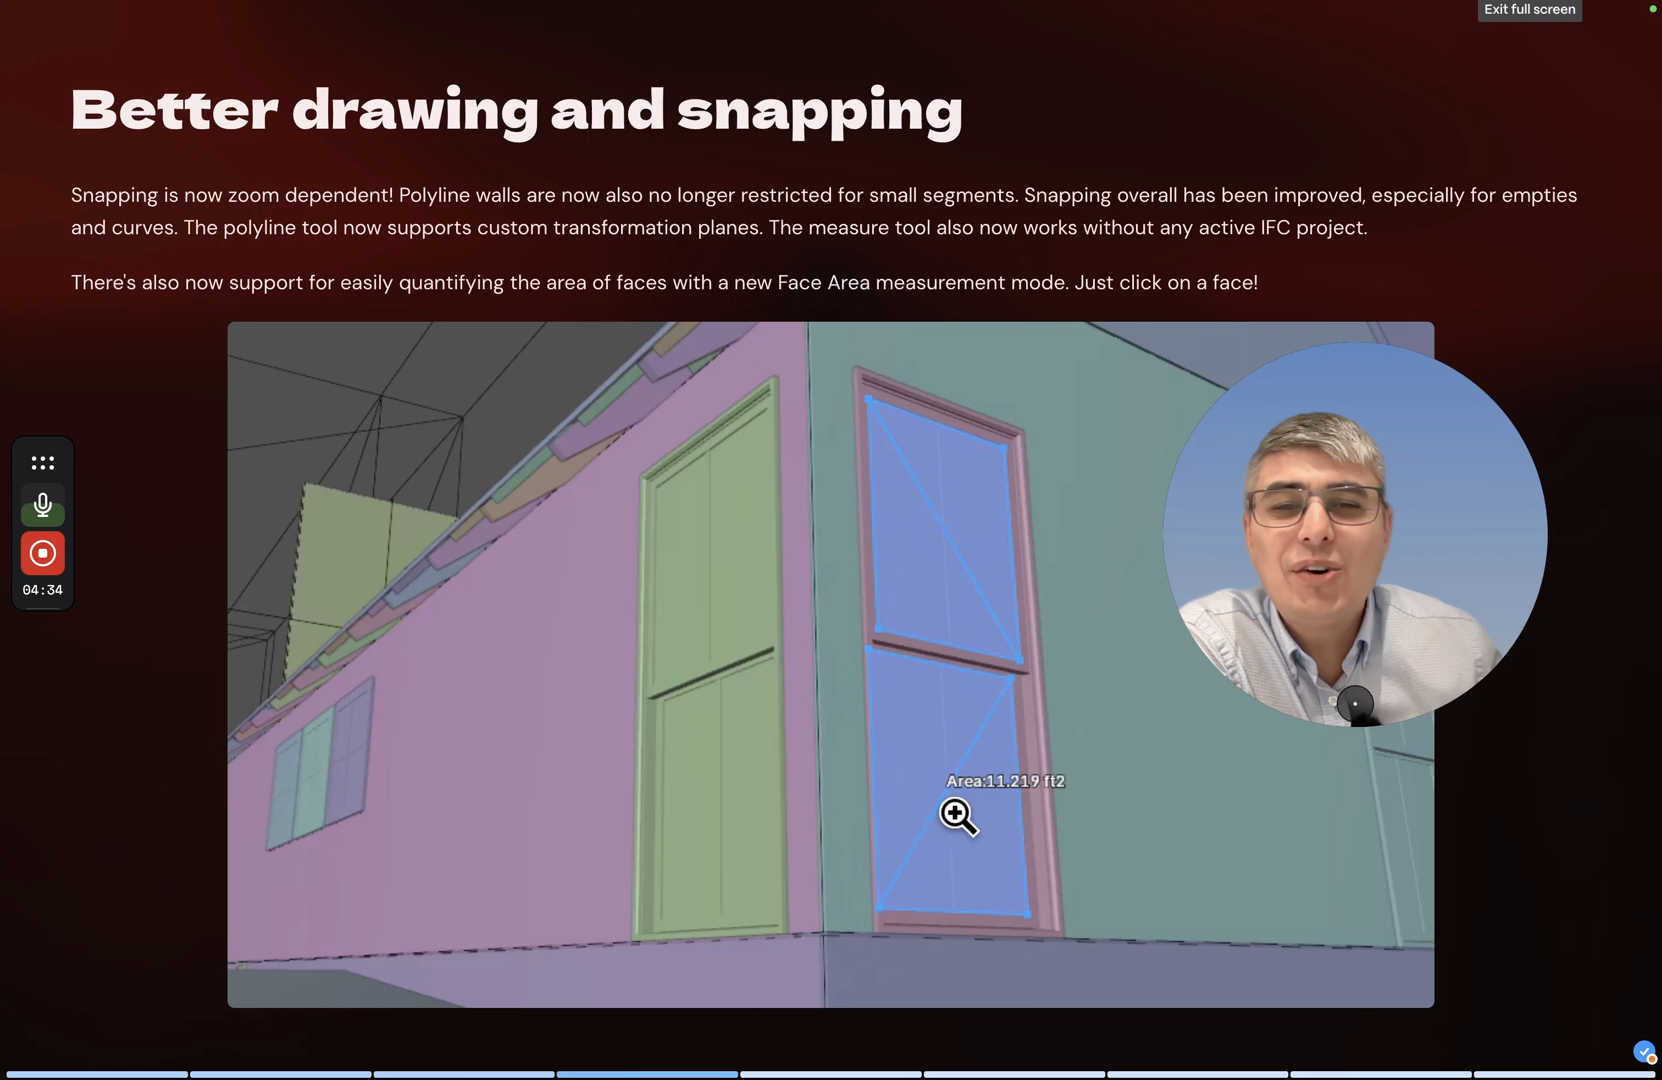 Exit full screen
Better drawing and snapping
Snapping is now zoom dependent! Polyline walls are now also no longer restricted for small segments. Snapping overall has been improved, especially for empties
and curves. The polyline tool now supports custom transformation planes. The measure tool also now works without any active IFC project.
There's also now support for easily quantifying the area of faces with a new Face Area measurement mode. Just click on a face!
04:34
Area:11.219 ft2